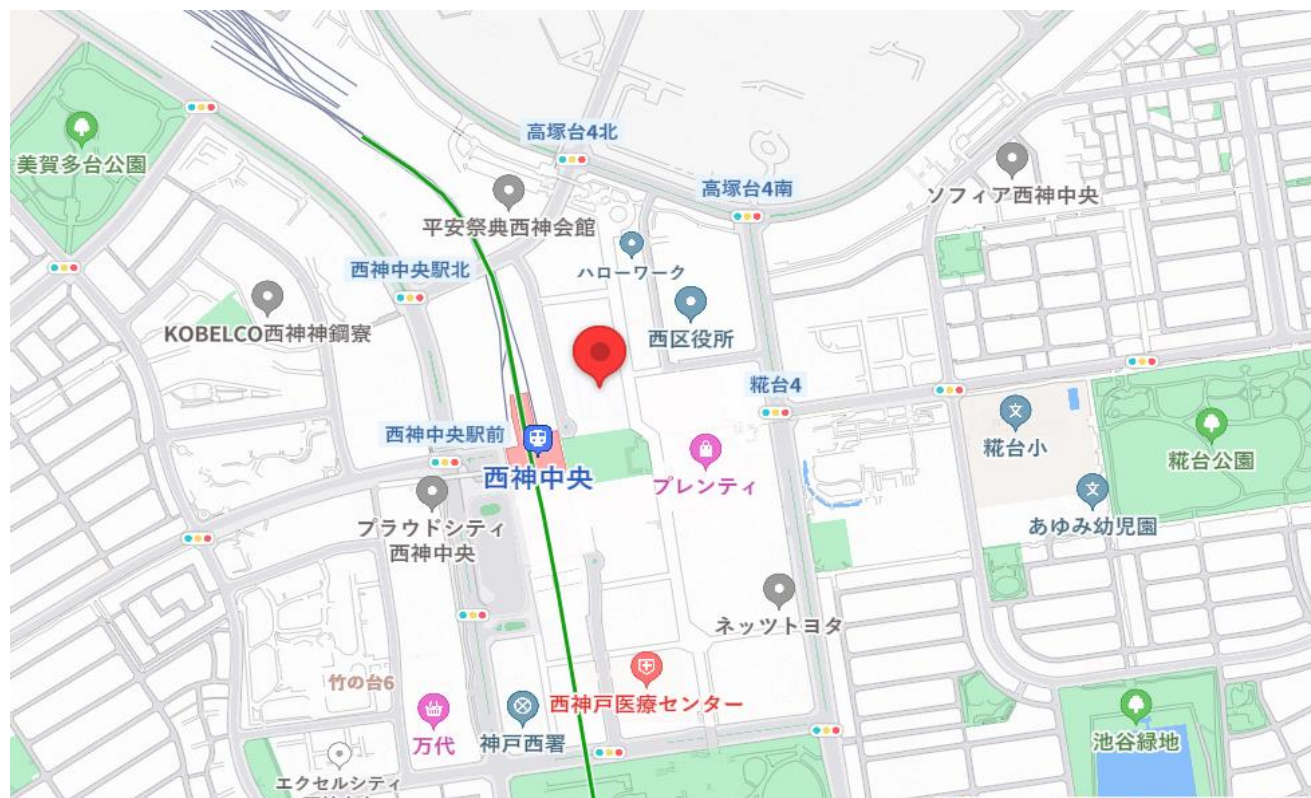 高塚台4北
美賀多台公園
ソフィア西神中央
高塚台4南
平安祭典西神会館
西神中央駅北
ハローワーク
KOBELCO西神神鋼寮
西区役所
糀台4
西神中央駅前
糀台小
糀台公園
西神中央
プレンティ
プラウドシティ
西神中央
あゆみ幼児園
ネッツトヨタ
竹の台6
西神戸医療センター
万代
神戸西署
池谷緑地
エクセルシティ